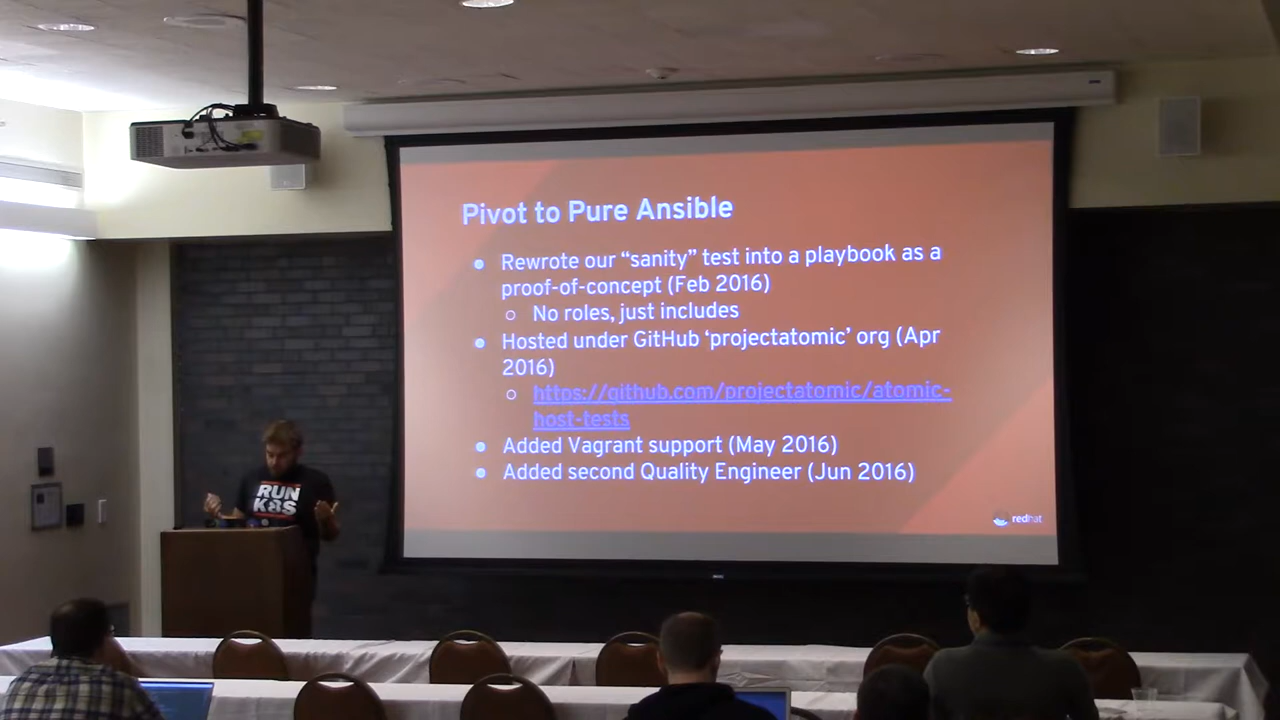 Pivot to Pure Ansible
● Rewrote our “sanity” test into a playbook as a
proof-of-concept (Feb 2016)
○ No roles, just includes
● Hosted under GitHub ‘projectatomic’ org (Apr
2016)
○ https://github.com/projectatomic/atomic-
host-tests
● Added Vagrant support (May 2016)
● Added second Quality Engineer (Jun 2016)
redhat
RUN
K8S